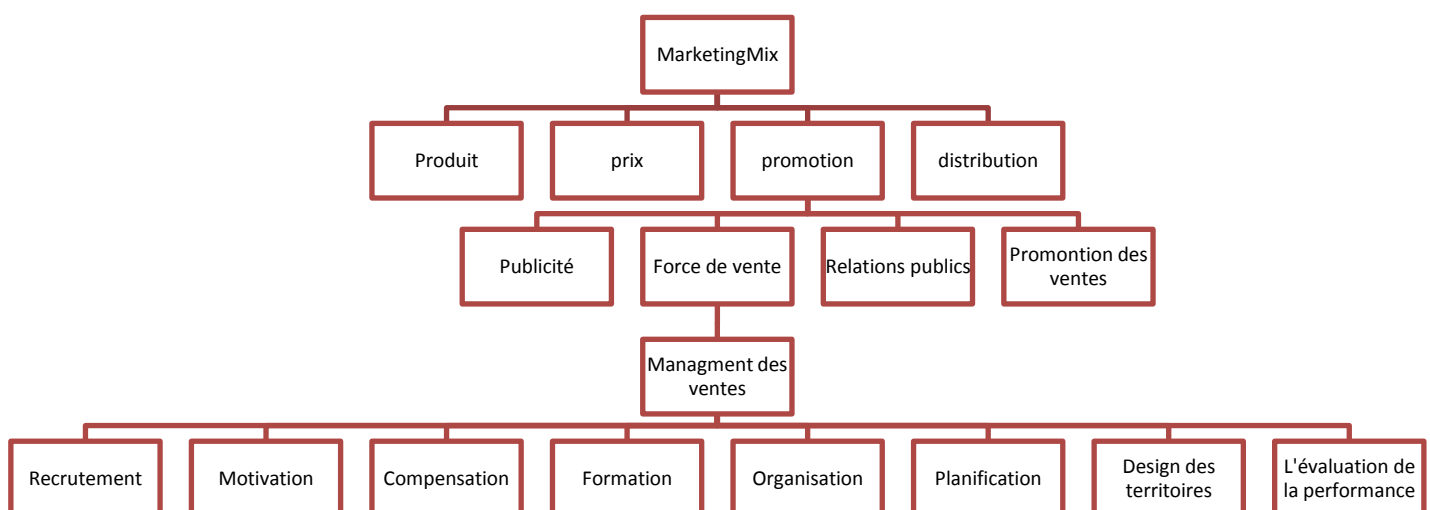 MarketingMix
Produit
prix
promotion
distribution
Publicité
Force de vente
Relations publics
Promontion des
ventes
Managment des
ventes
Recrutement
Motivation
Compensation
Formation
Organisation
Planification
Design des
territoires
L'évaluation de
la performance